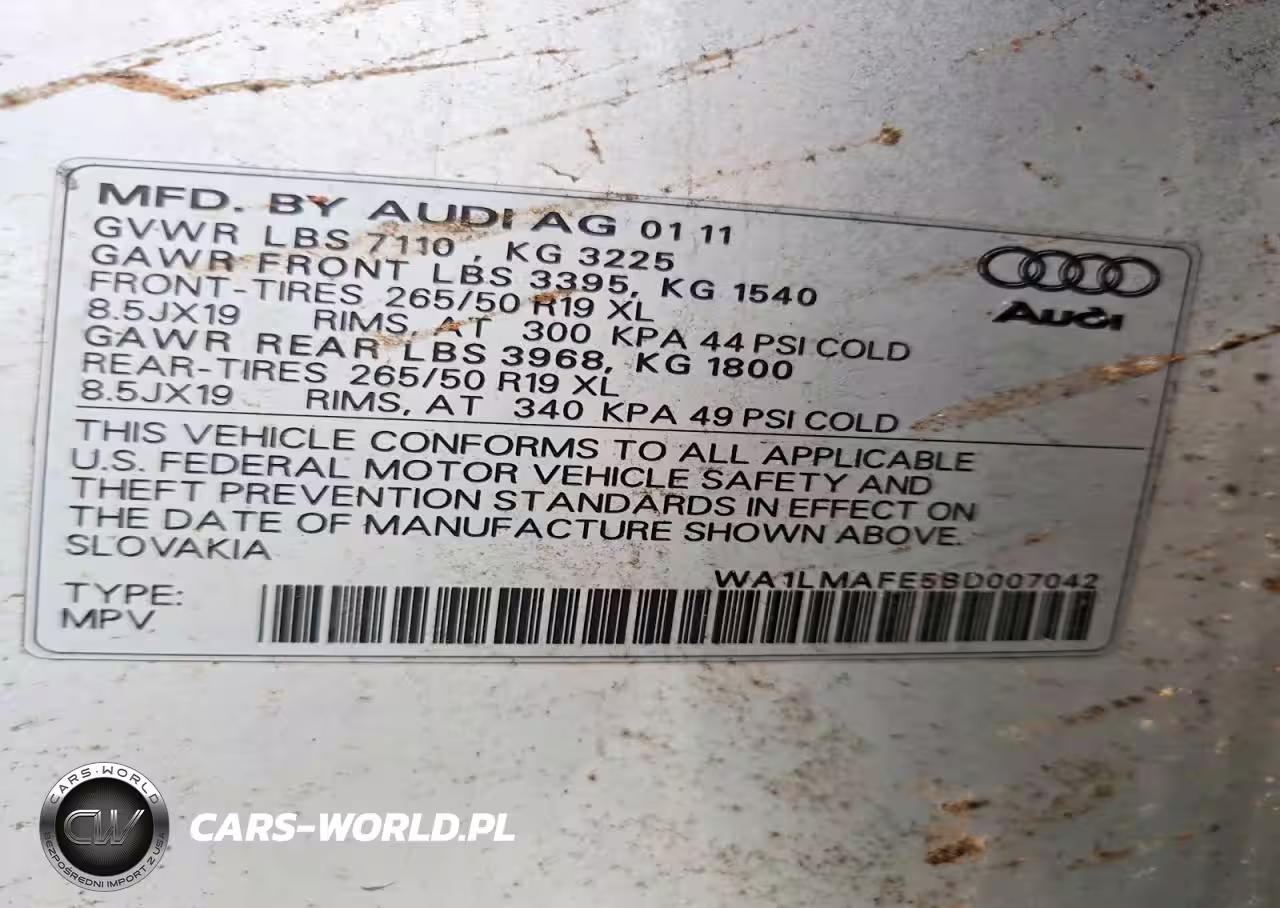 MFD. BY AUDI AG 01 11
GVWR LBS 7110 , KG 3225
GAWR FRONT LBS 3395, KG 1540
FRONT-TIRES 265/50 R19 XL
8.5JX19 RIMS, AT 300 KPA 44 PSI COLD
GAWR REAR LBS 3968, KG 1800
REAR-TIRES 265/50 R19 XL
8.5JX19 RIMS, AT 340 KPA 49 PSI COLD
Audi
THIS VEHICLE CONFORMS TO ALL APPLICABLE
U.S. FEDERAL MOTOR VEHICLE SAFETY AND
THEFT PREVENTION STANDARDS IN EFFECT ON
THE DATE OF MANUFACTURE SHOWN ABOVE.
SLOVAKIA
WA1LMAFE5BD007042
TYPE:
MPV
CARS-WORLD
CW
BEZPOŚREDNI IMPORT Z USA
CARS-WORLD.PL